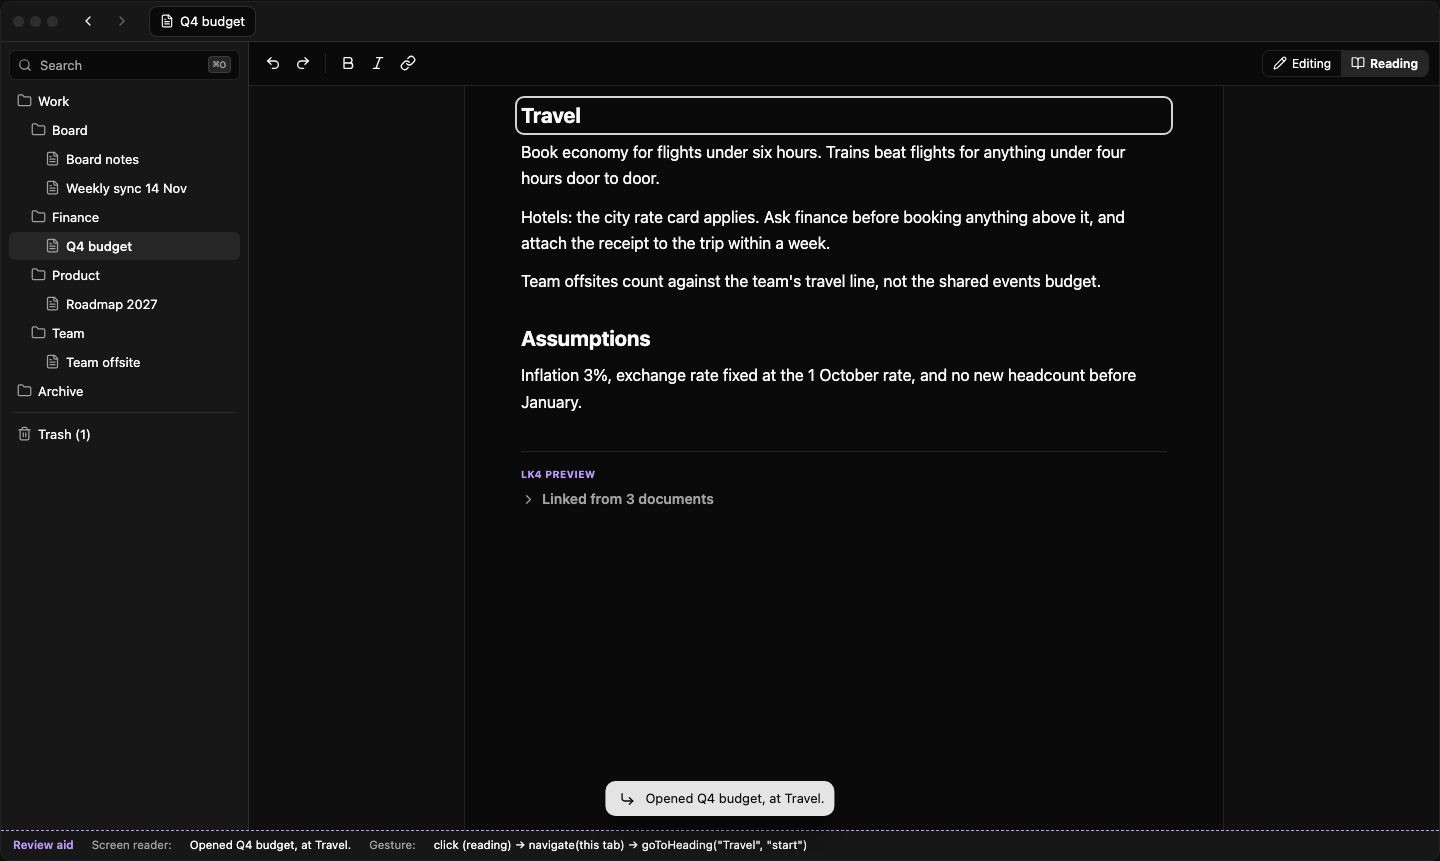 Q4 budget
Search ⌘O
Work
Board
Board notes
Weekly sync 14 Nov
Finance
Q4 budget
Product
Roadmap 2027
Team
Team offsite
Archive
Trash (1)
B I
Editing
Reading
Travel
Book economy for flights under six hours. Trains beat flights for anything under four
hours door to door.
Hotels: the city rate card applies. Ask finance before booking anything above it, and
attach the receipt to the trip within a week.
Team offsites count against the team's travel line, not the shared events budget.
Assumptions
Inflation 3%, exchange rate fixed at the 1 October rate, and no new headcount before
January.
LK4 PREVIEW
Linked from 3 documents
Opened Q4 budget, at Travel.
Review aid Screen reader: Opened Q4 budget, at Travel. Gesture: click (reading) → navigate(this tab) → goToHeading("Travel", "start")